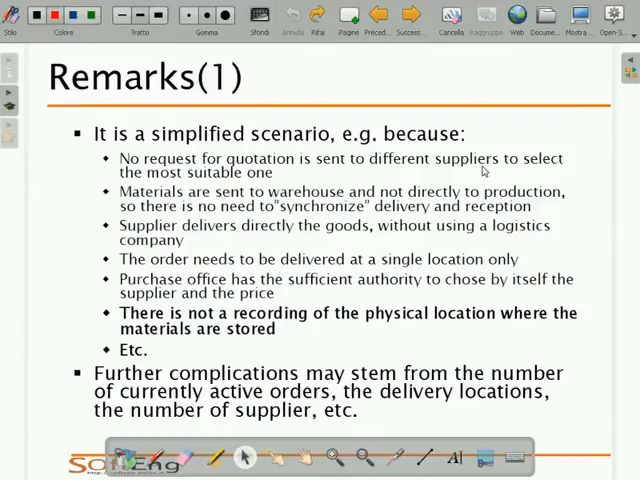 Stilo Colore Tratto Gomma Sfondi Annulla Rifai Pagine Preced... Success... Cancella Raggruppa Web Docume... Mostra ... Open-S...
Remarks(1)
▪ It is a simplified scenario, e.g. because:
◆ No request for quotation is sent to different suppliers to select
the most suitable one
◆ Materials are sent to warehouse and not directly to production,
so there is no need to"synchronize" delivery and reception
◆ Supplier delivers directly the goods, without using a logistics
company
◆ The order needs to be delivered at a single location only
◆ Purchase office has the sufficient authority to chose by itself the
supplier and the price
◆ There is not a recording of the physical location where the
materials are stored
◆ Etc.
▪ Further complications may stem from the number
of currently active orders, the delivery locations,
the number of supplier, etc.
SoftEng